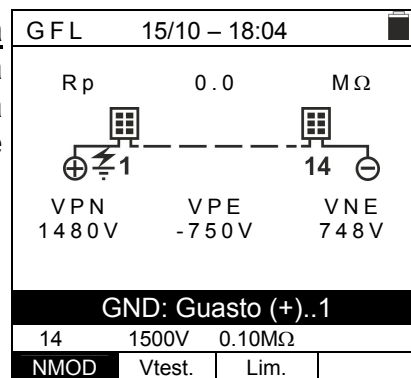 GFL 15/10 – 18:04
Rp 0.0 MΩ
1 14
VPN VPE VNE
1480V -750V 748V
GND: Guasto (+)..1
14 1500V 0.10MΩ
NMOD Vtest. Lim.